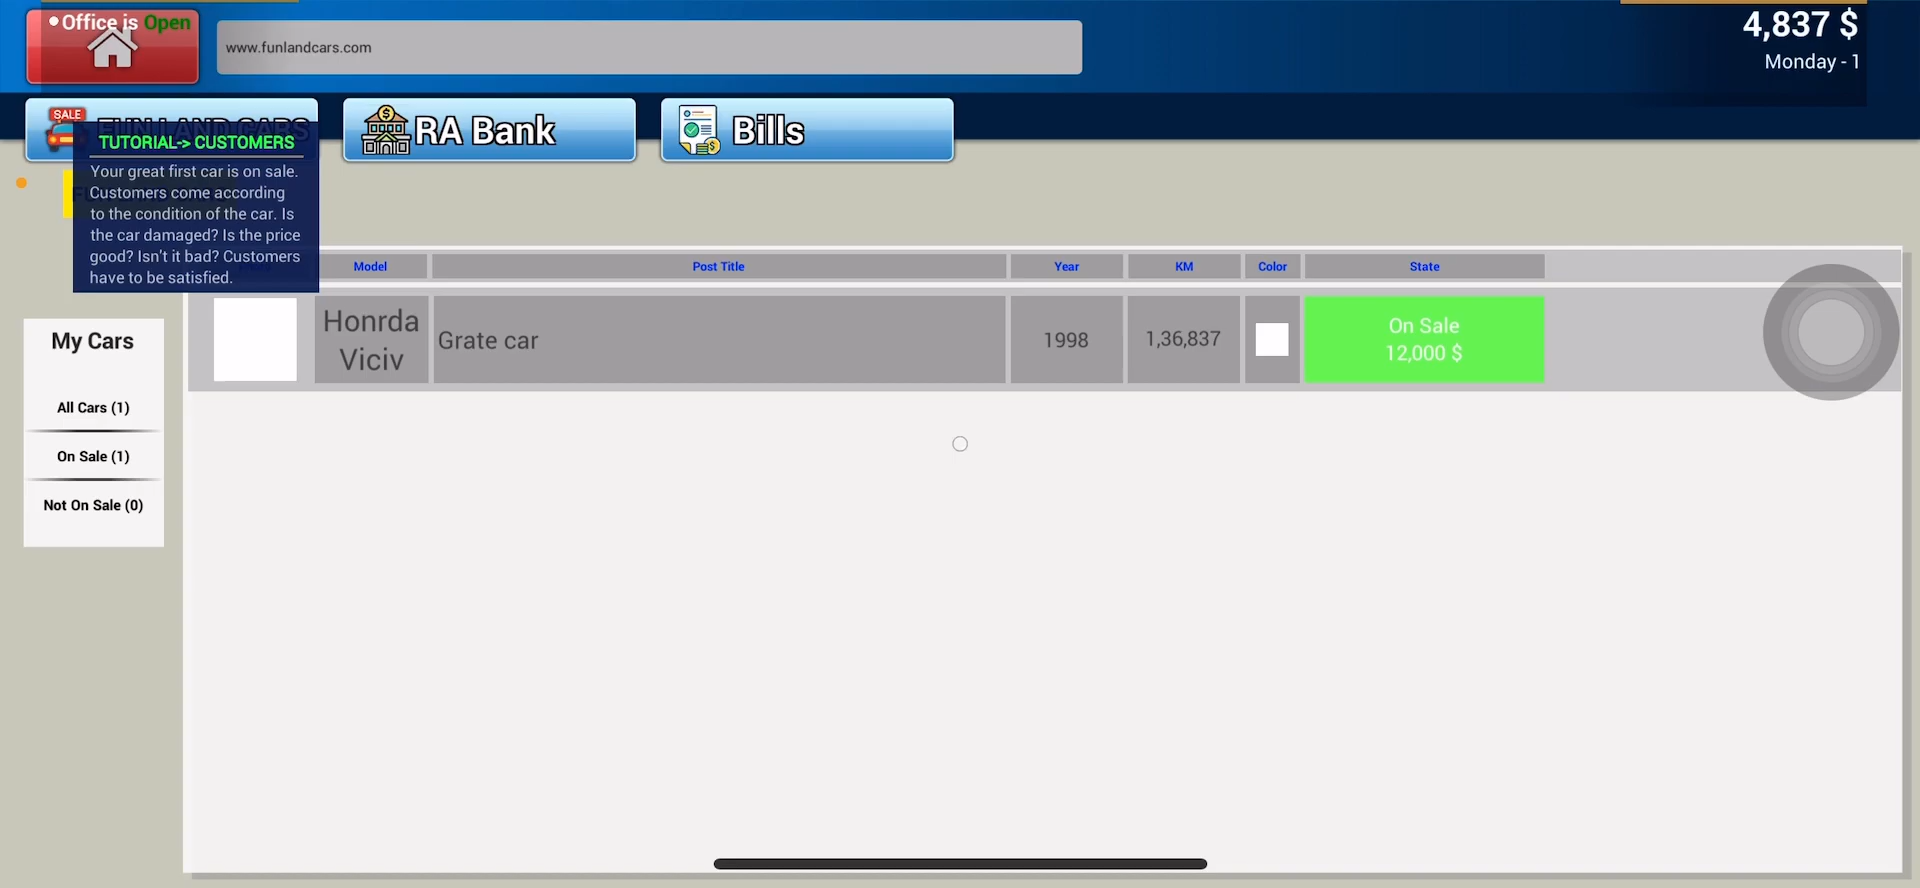 Office is Open
www.funlandcars.com
4,837 $
Monday - 1
SALE
FUN LAND CARS
RA Bank
Bills
TUTORIAL-> CUSTOMERS
Your great first car is on sale.
Customers come according
to the condition of the car. Is
the car damaged? Is the price
good? Isn't it bad? Customers
have to be satisfied.
Model
Post Title
Year
KM
Color
State
Honrda
Viciv
Grate car
1998
1,36,837
On Sale
12,000 $
My Cars
All Cars (1)
On Sale (1)
Not On Sale (0)